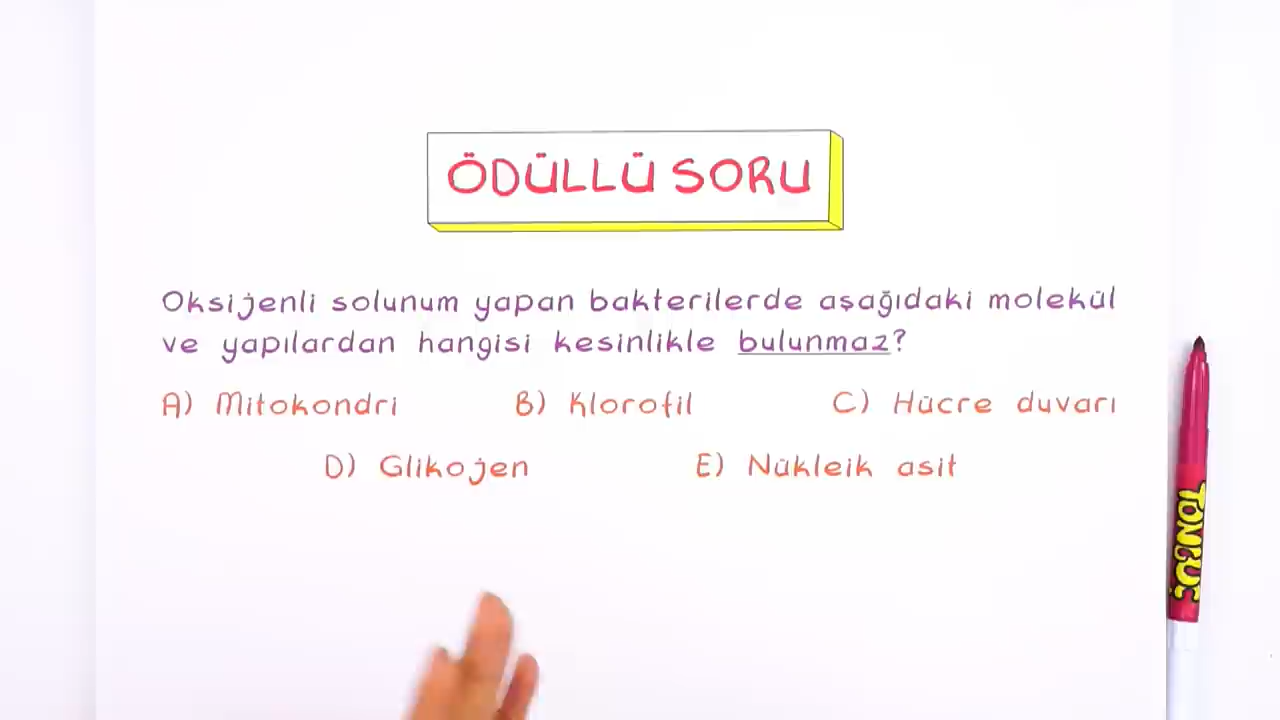 ÖDÜLLÜ SORU
Oksijenli solunum yapan bakterilerde aşağıdaki molekül
ve yapılardan hangisi kesinlikle bulunmaz?
A) Mitokondri B) Klorofil C) Hücre duvarı
D) Glikojen E) Nükleik asit
TONGUÇ